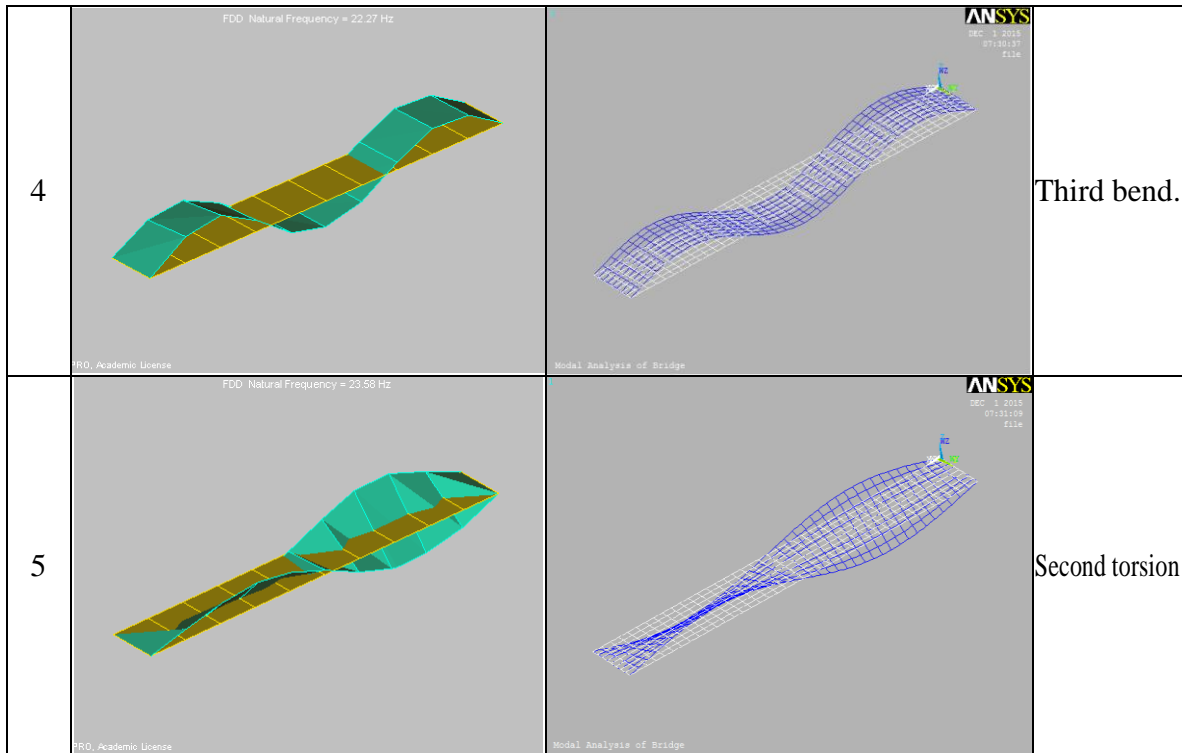 4
FDD Natural Frequency = 22.27 Hz
PRO, Academic License
ANSYS
DEC 1 2015
07:30:37
file
Modal Analysis of Bridge
Third bend.
5
FDD Natural Frequency = 23.58 Hz
PRO, Academic License
ANSYS
DEC 1 2015
07:31:09
file
Modal Analysis of Bridge
Second torsion